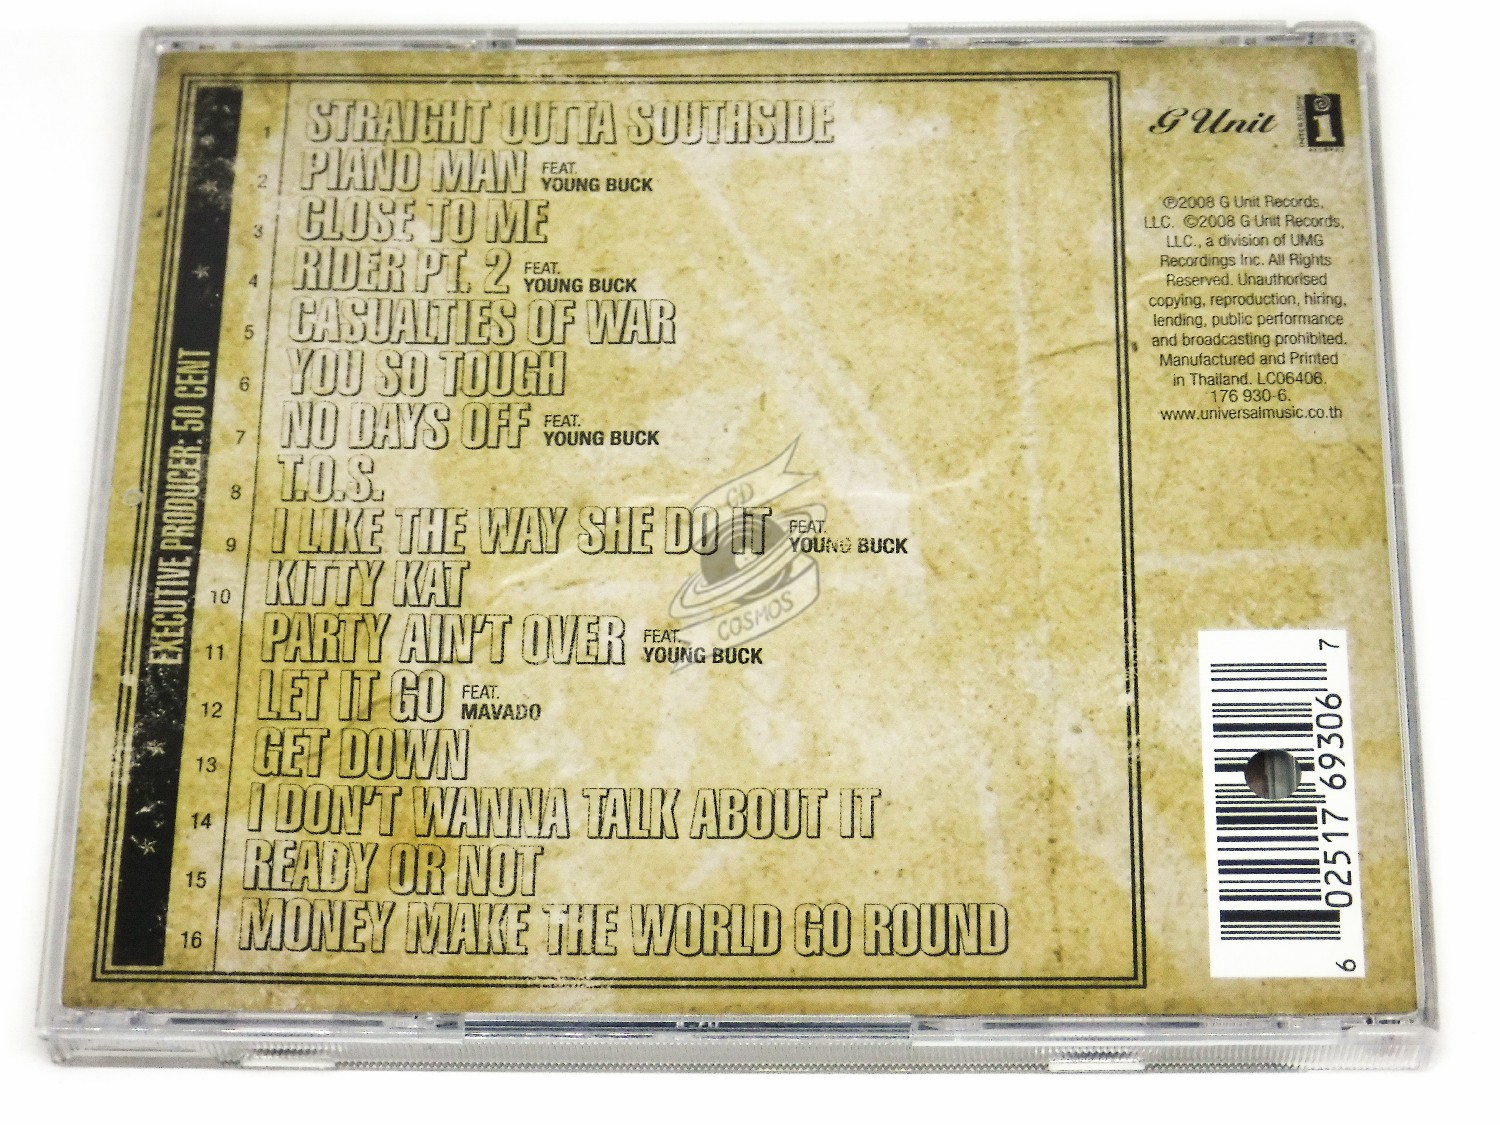 EXECUTIVE PRODUCER: 50 CENT
1 STRAIGHT OUTTA SOUTHSIDE
2 PIANO MAN FEAT. YOUNG BUCK
3 CLOSE TO ME
4 RIDER PT. 2 FEAT. YOUNG BUCK
5 CASUALTIES OF WAR
6 YOU SO TOUGH
7 NO DAYS OFF FEAT. YOUNG BUCK
8 T.O.S.
9 I LIKE THE WAY SHE DO IT FEAT. YOUNG BUCK
10 KITTY KAT
11 PARTY AIN'T OVER FEAT. YOUNG BUCK
12 LET IT GO FEAT. MAVADO
13 GET DOWN
14 I DON'T WANNA TALK ABOUT IT
15 READY OR NOT
16 MONEY MAKE THE WORLD GO ROUND
CD
COSMOS
G Unit
INTERSCOPE
RECORDS
℗2008 G Unit Records,
LLC. ©2008 G Unit Records,
LLC., a division of UMG
Recordings Inc. All Rights
Reserved. Unauthorised
copying, reproduction, hiring,
lending, public performance
and broadcasting prohibited.
Manufactured and Printed
in Thailand. LC06406.
176 930-6.
www.universalmusic.co.th
6 02517 69306 7